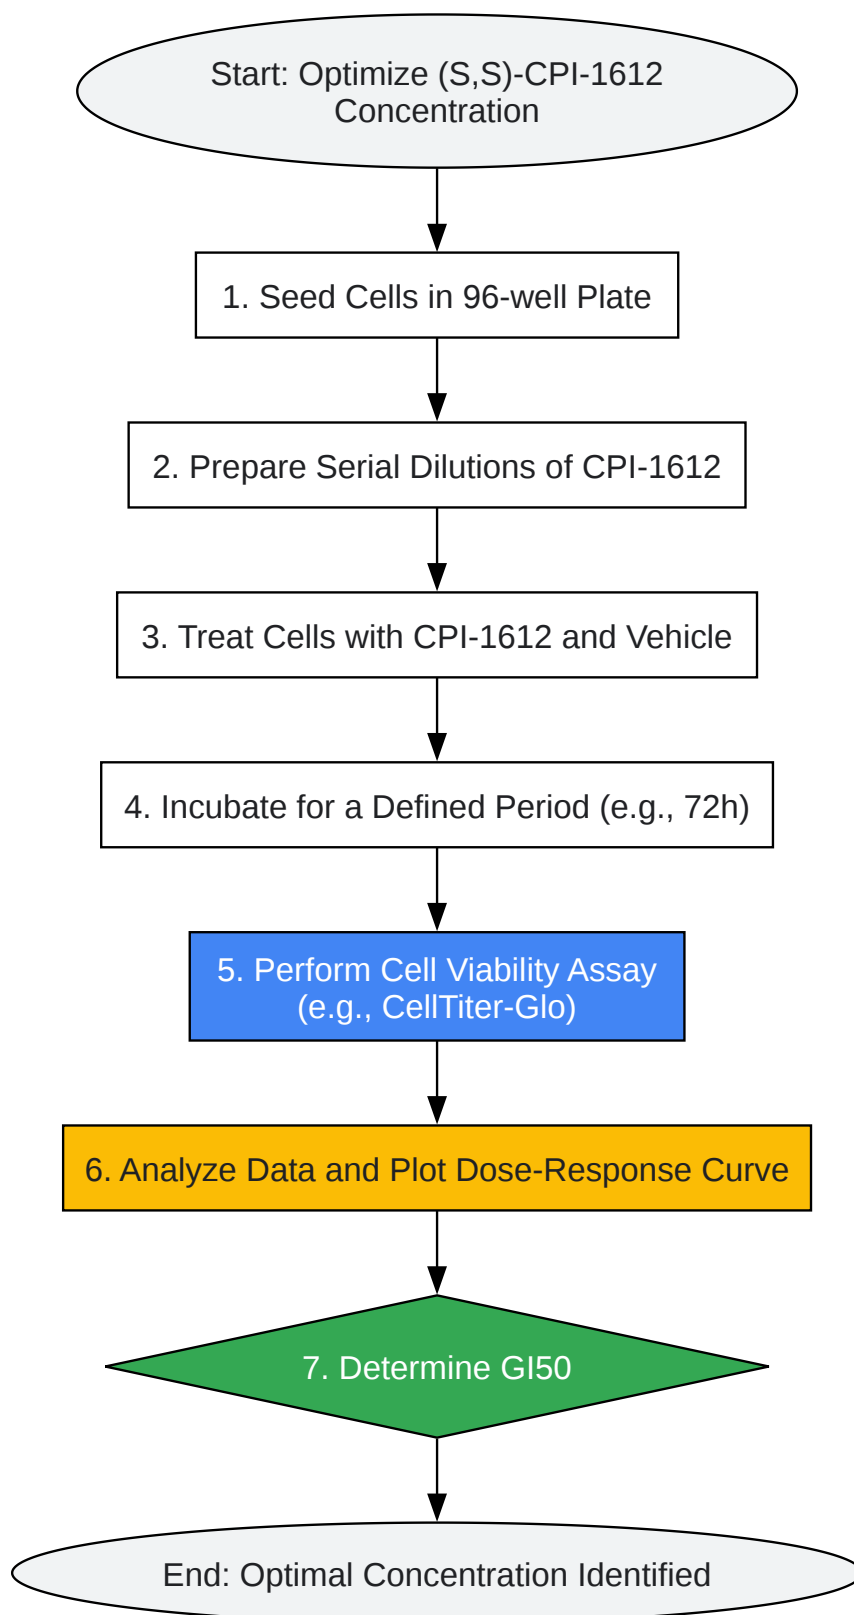 Start: Optimize (S,S)-CPI-1612
Concentration
1. Seed Cells in 96-well Plate
2. Prepare Serial Dilutions of CPI-1612
3. Treat Cells with CPI-1612 and Vehicle
4. Incubate for a Defined Period (e.g., 72h)
5. Perform Cell Viability Assay
(e.g., CellTiter-Glo)
6. Analyze Data and Plot Dose-Response Curve
7. Determine GI50
End: Optimal Concentration Identified